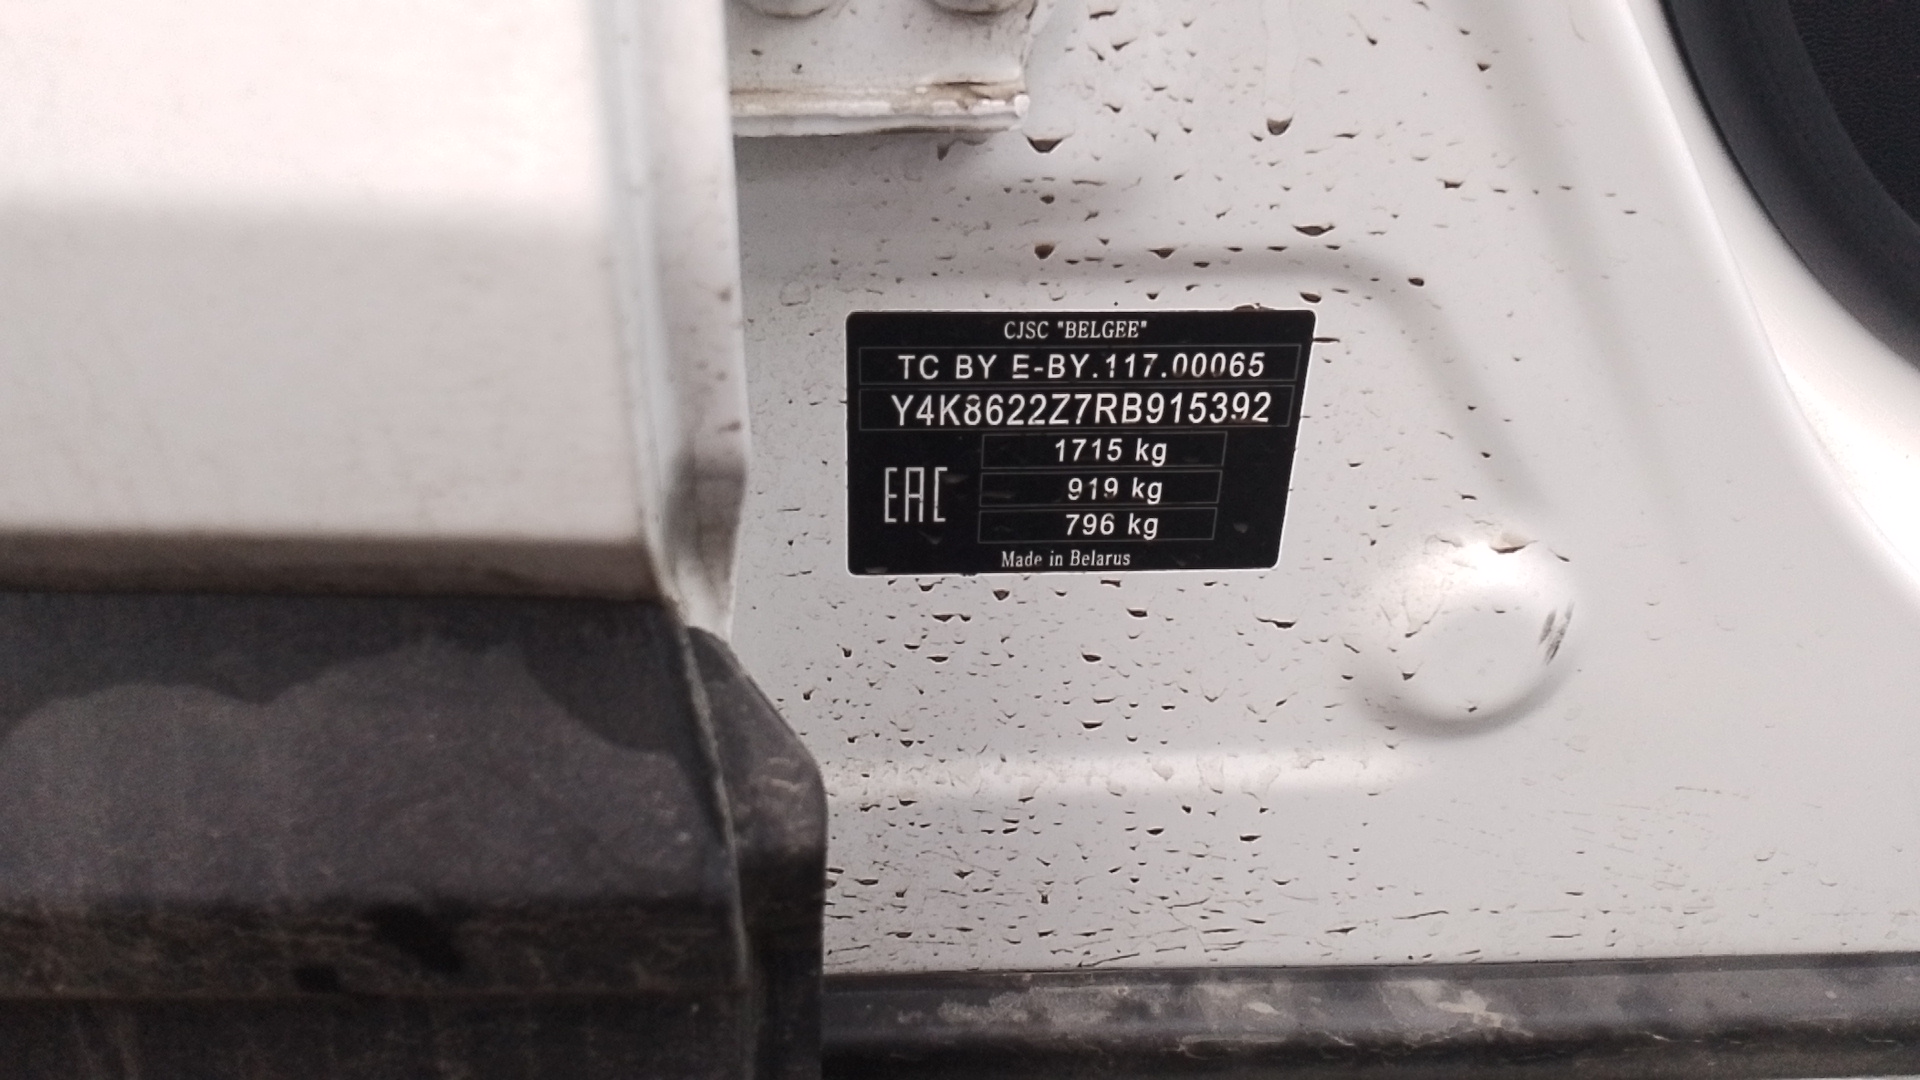 CJSC "BELGEE"
TC BY E-BY.117.00065
Y4K8622Z7RB915392
1715 kg
919 kg
EAC
796 kg
Made in Belarus